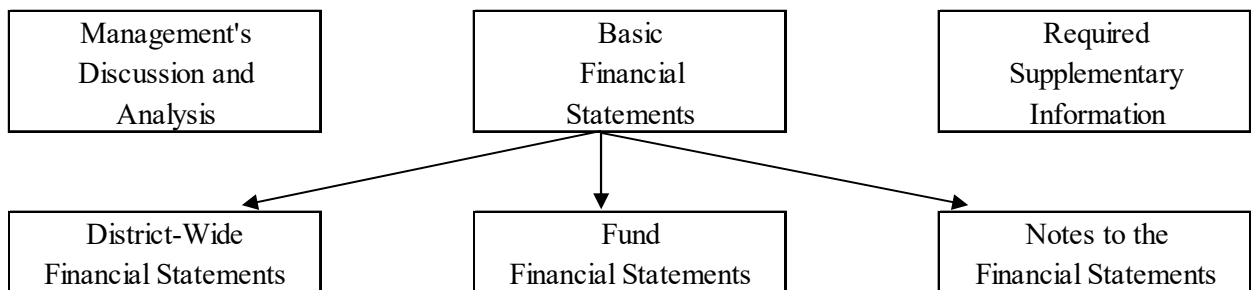 Management's
Discussion and
Analysis
Basic
Financial
Statements
Required
Supplementary
Information
District-Wide
Financial Statements
Fund
Financial Statements
Notes to the
Financial Statements